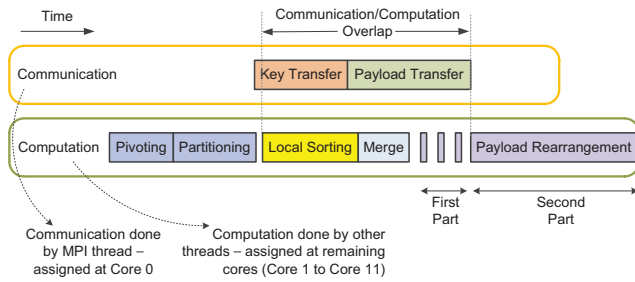 Time
Communication/Computation
Overlap
Communication
Key Transfer
Payload Transfer
Computation
Pivoting
Partitioning
Local Sorting
Merge
Payload Rearrangement
First
Part
Second
Part
Communication done
by MPI thread –
assigned at Core 0
Computation done by other
threads – assigned at remaining
cores (Core 1 to Core 11)